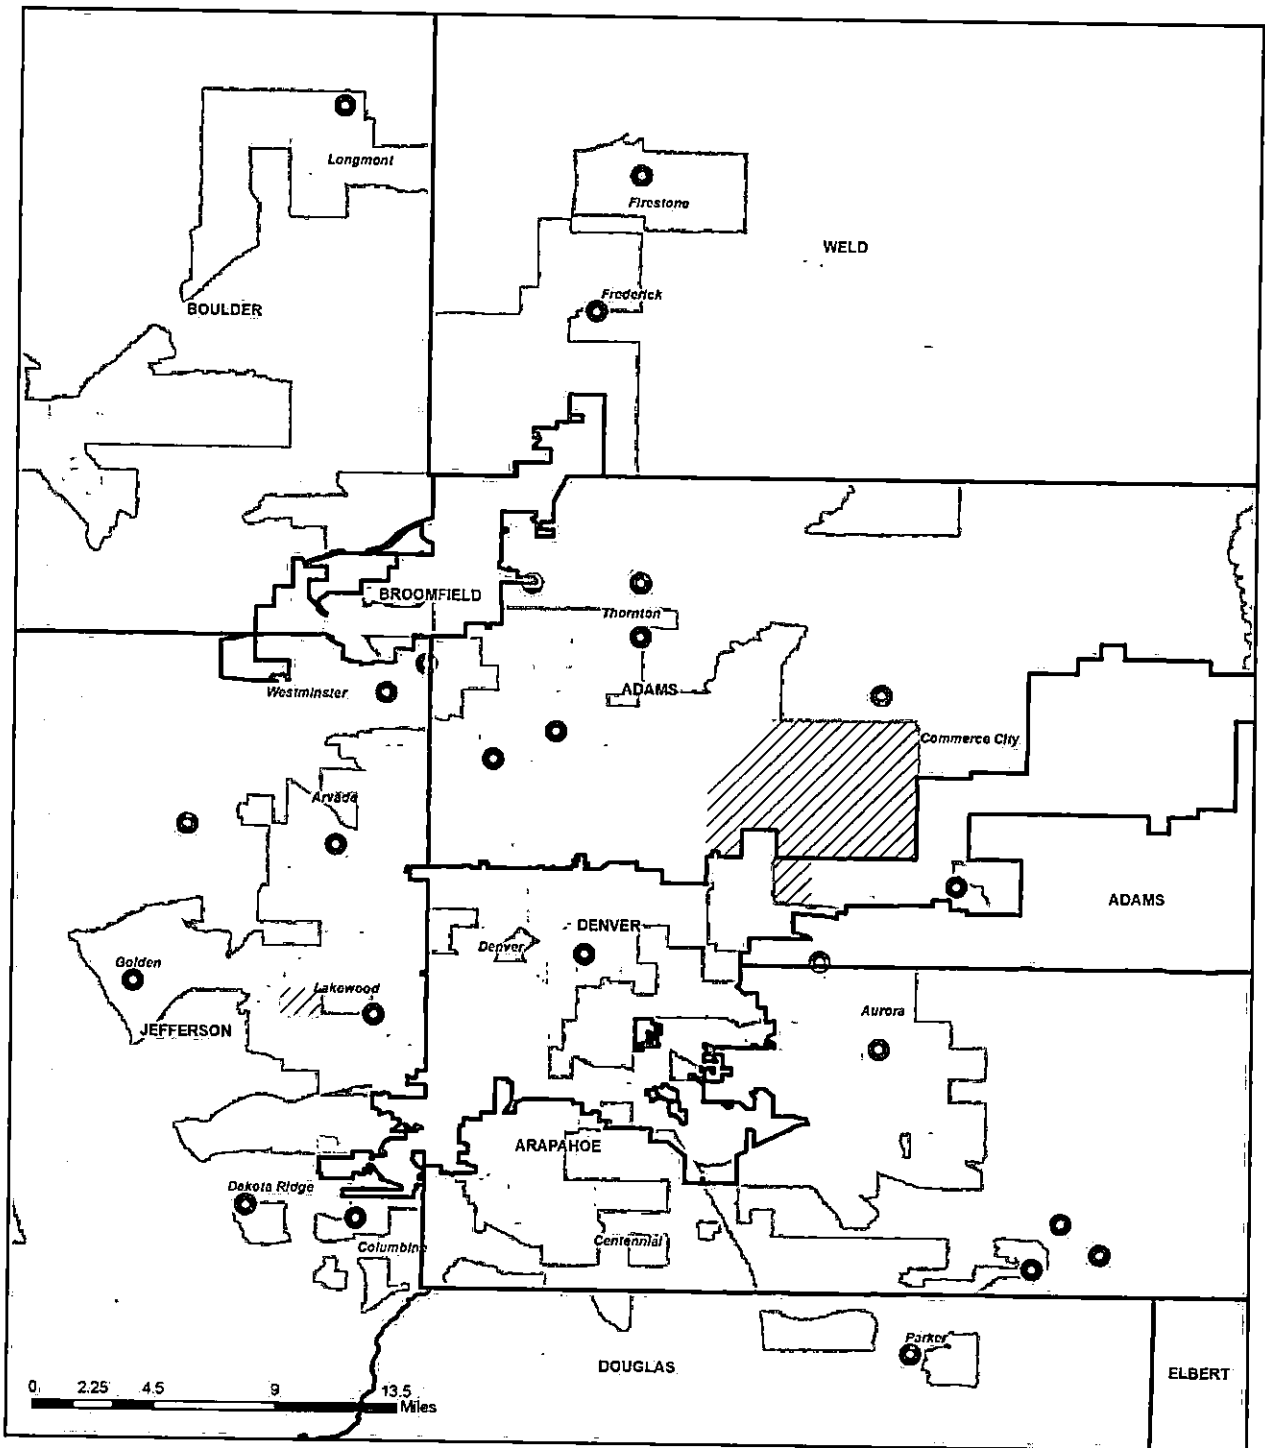 Longmont
Firestone
WELD
Frederick
BOULDER
BROOMFIELD
Thornton
Westminster
ADAMS
Commerce City
Arvada
ADAMS
DENVER
Denver
Golden
Lakewood
Aurora
JEFFERSON
ARAPAHOE
Dakota Ridge
Columbine
Centennial
Parker
DOUGLAS
ELBERT
0 2.25 4.5 9 13.5
Miles